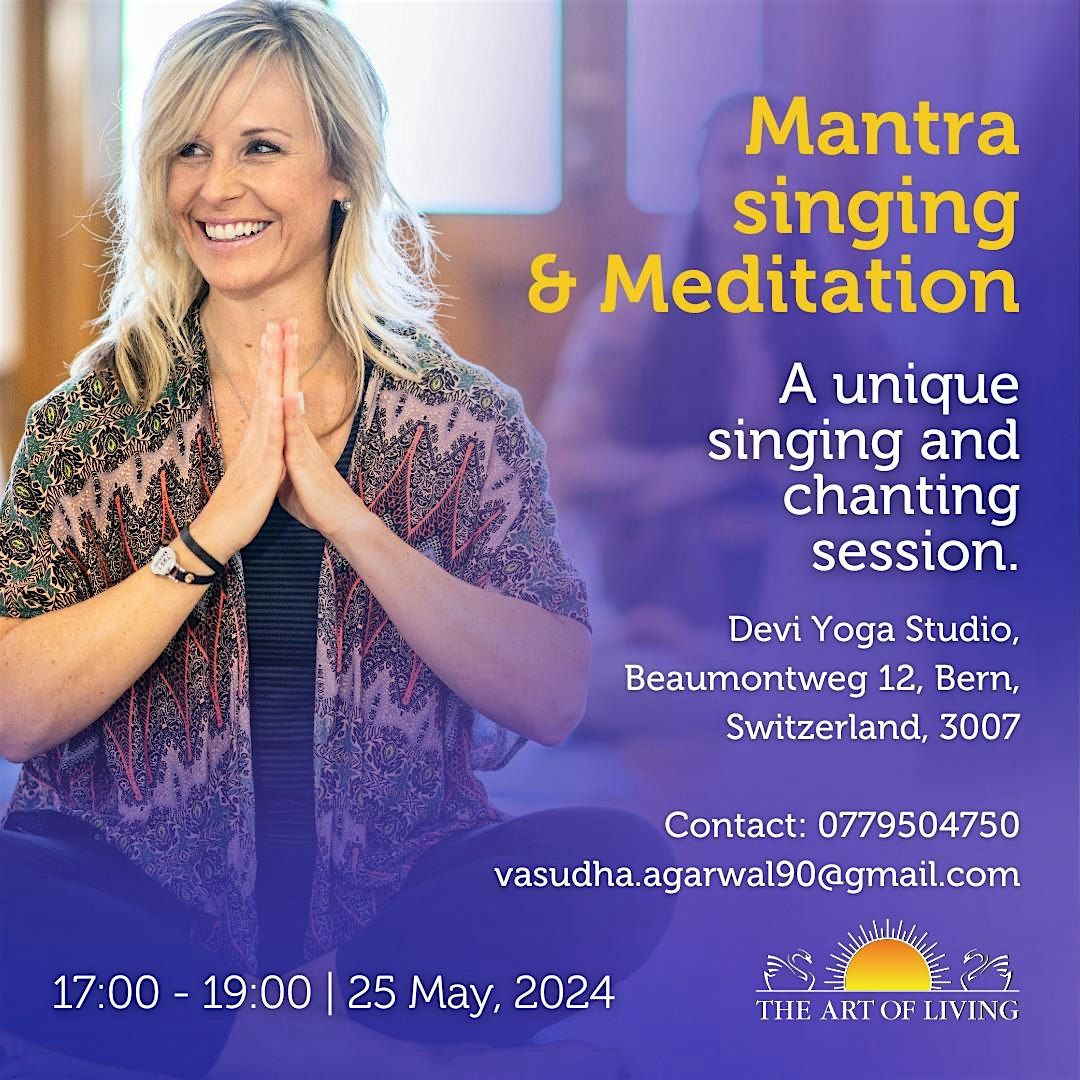 Mantra
singing
& Meditation
A unique
singing and
chanting
session.
Devi Yoga Studio,
Beaumontweg 12, Bern,
Switzerland, 3007
Contact: 0779504750
vasudha.agarwal90@gmail.com
17:00 - 19:00 | 25 May, 2024
THE ART OF LIVING